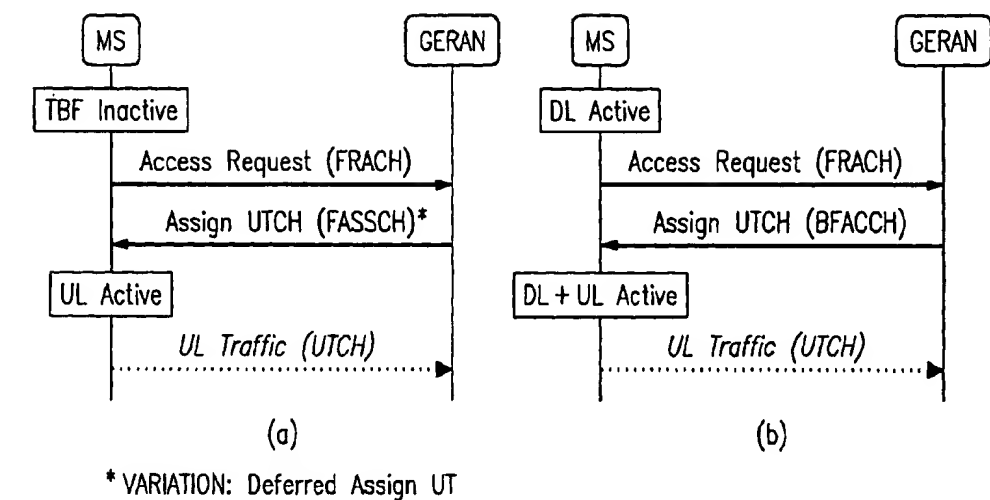 MS GERAN MS GERAN
TBF Inactive DL Active
Access Request (FRACH) Access Request (FRACH)
Assign UTCH (FASSCH)* Assign UTCH (BFACCH)
UL Active DL + UL Active
UL Traffic (UTCH) UL Traffic (UTCH)
(a) (b)
* VARIATION: Deferred Assign UT